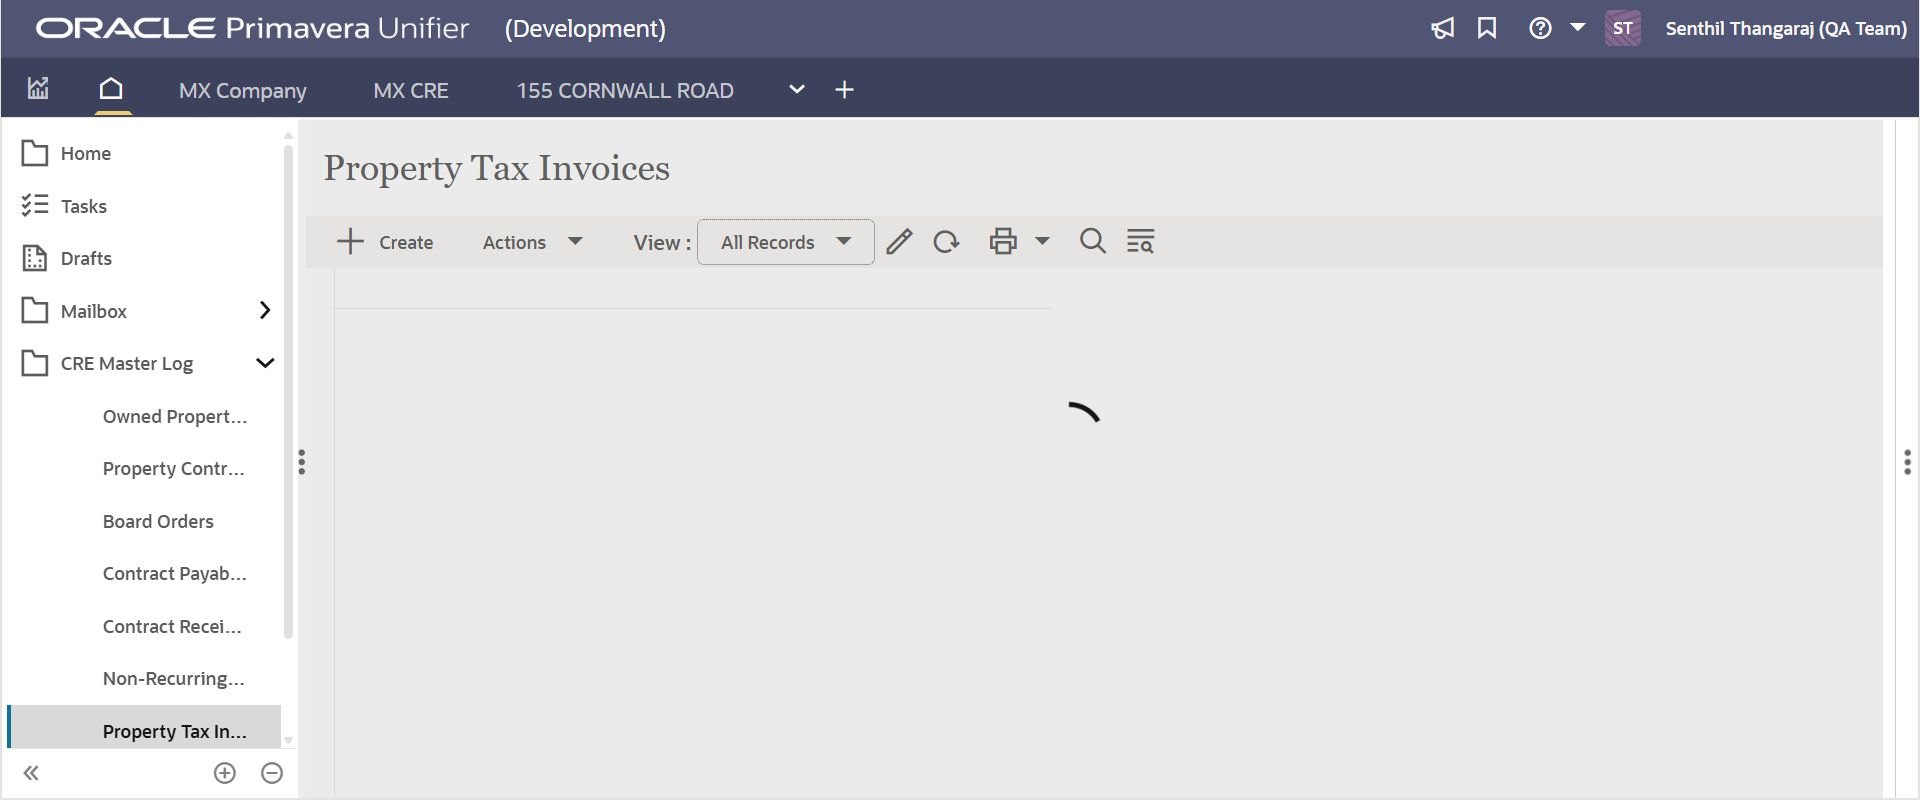 ORACLE Primavera Unifier (Development)
ST Senthil Thangaraj (QA Team)
MX Company MX CRE 155 CORNWALL ROAD
Home
Tasks
Drafts
Mailbox
CRE Master Log
Owned Propert...
Property Contr...
Board Orders
Contract Payab...
Contract Recei...
Non-Recurring...
Property Tax In...
Property Tax Invoices
Create Actions View : All Records